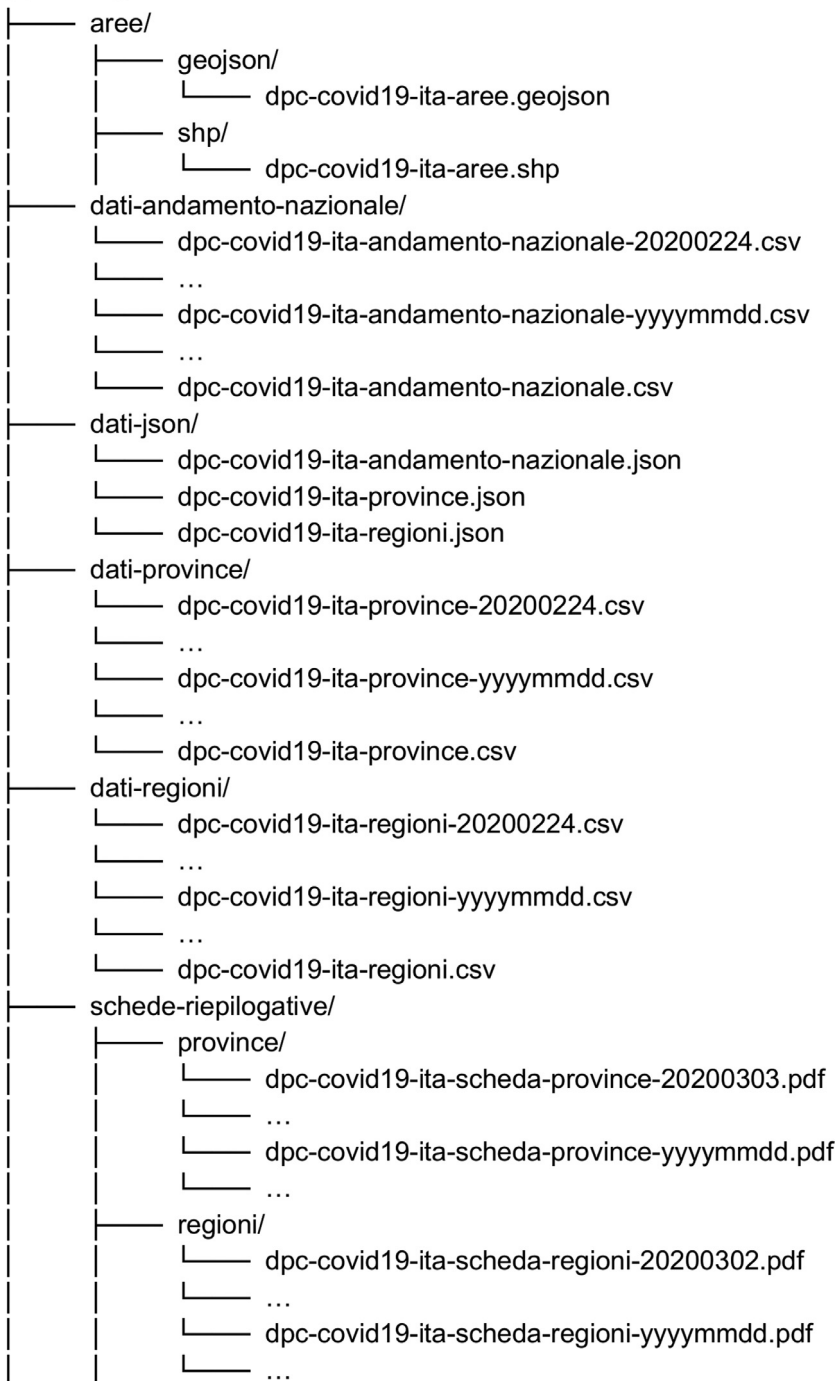 aree/
geojson/
dpc-covid19-ita-aree.geojson
shp/
dpc-covid19-ita-aree.shp
dati-andamento-nazionale/
dpc-covid19-ita-andamento-nazionale-20200224.csv
…
dpc-covid19-ita-andamento-nazionale-yyyymmdd.csv
…
dpc-covid19-ita-andamento-nazionale.csv
dati-json/
dpc-covid19-ita-andamento-nazionale.json
dpc-covid19-ita-province.json
dpc-covid19-ita-regioni.json
dati-province/
dpc-covid19-ita-province-20200224.csv
…
dpc-covid19-ita-province-yyyymmdd.csv
…
dpc-covid19-ita-province.csv
dati-regioni/
dpc-covid19-ita-regioni-20200224.csv
…
dpc-covid19-ita-regioni-yyyymmdd.csv
…
dpc-covid19-ita-regioni.csv
schede-riepilogative/
province/
dpc-covid19-ita-scheda-province-20200303.pdf
…
dpc-covid19-ita-scheda-province-yyyymmdd.pdf
…
regioni/
dpc-covid19-ita-scheda-regioni-20200302.pdf
…
dpc-covid19-ita-scheda-regioni-yyyymmdd.pdf
…